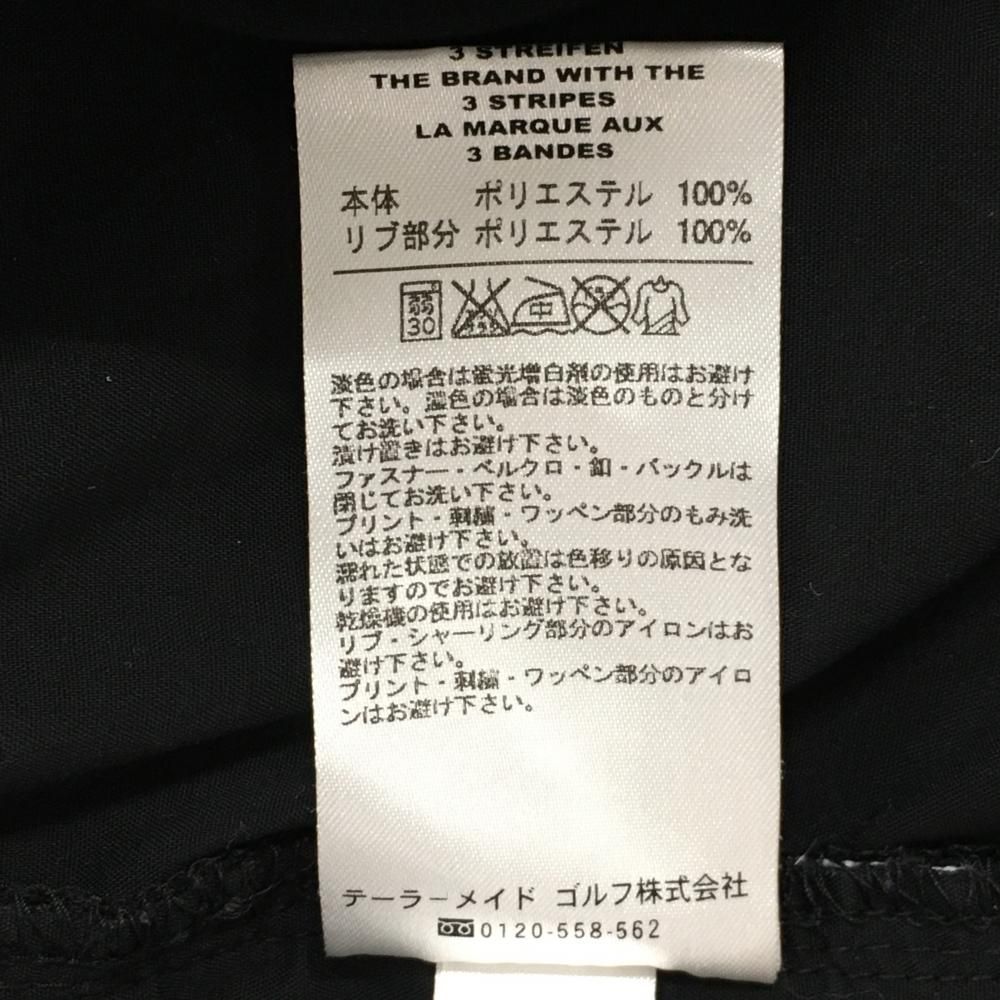 3 STREIFEN
THE BRAND WITH THE
3 STRIPES
LA MARQUE AUX
3 BANDES
本体 ポリエステル 100%
リブ部分 ポリエステル 100%
弱
30
中
淡色の場合は蛍光増白剤の使用はお避け
下さい。濃色の場合は淡色のものと分け
てお洗い下さい。
漬け置きはお避け下さい。
ファスナー・ベルクロ・釦・バックルは
閉じてお洗い下さい。
プリント・刺繍・ワッペン部分のもみ洗
いはお避け下さい。
濡れた状態での放置は色移りの原因とな
りますのでお避け下さい。
乾燥機の使用はお避け下さい。
リブ・シャーリング部分のアイロンはお
避け下さい。
プリント・刺繍・ワッペン部分のアイロ
ンはお避け下さい。
テーラーメイド ゴルフ株式会社
0120-558-562